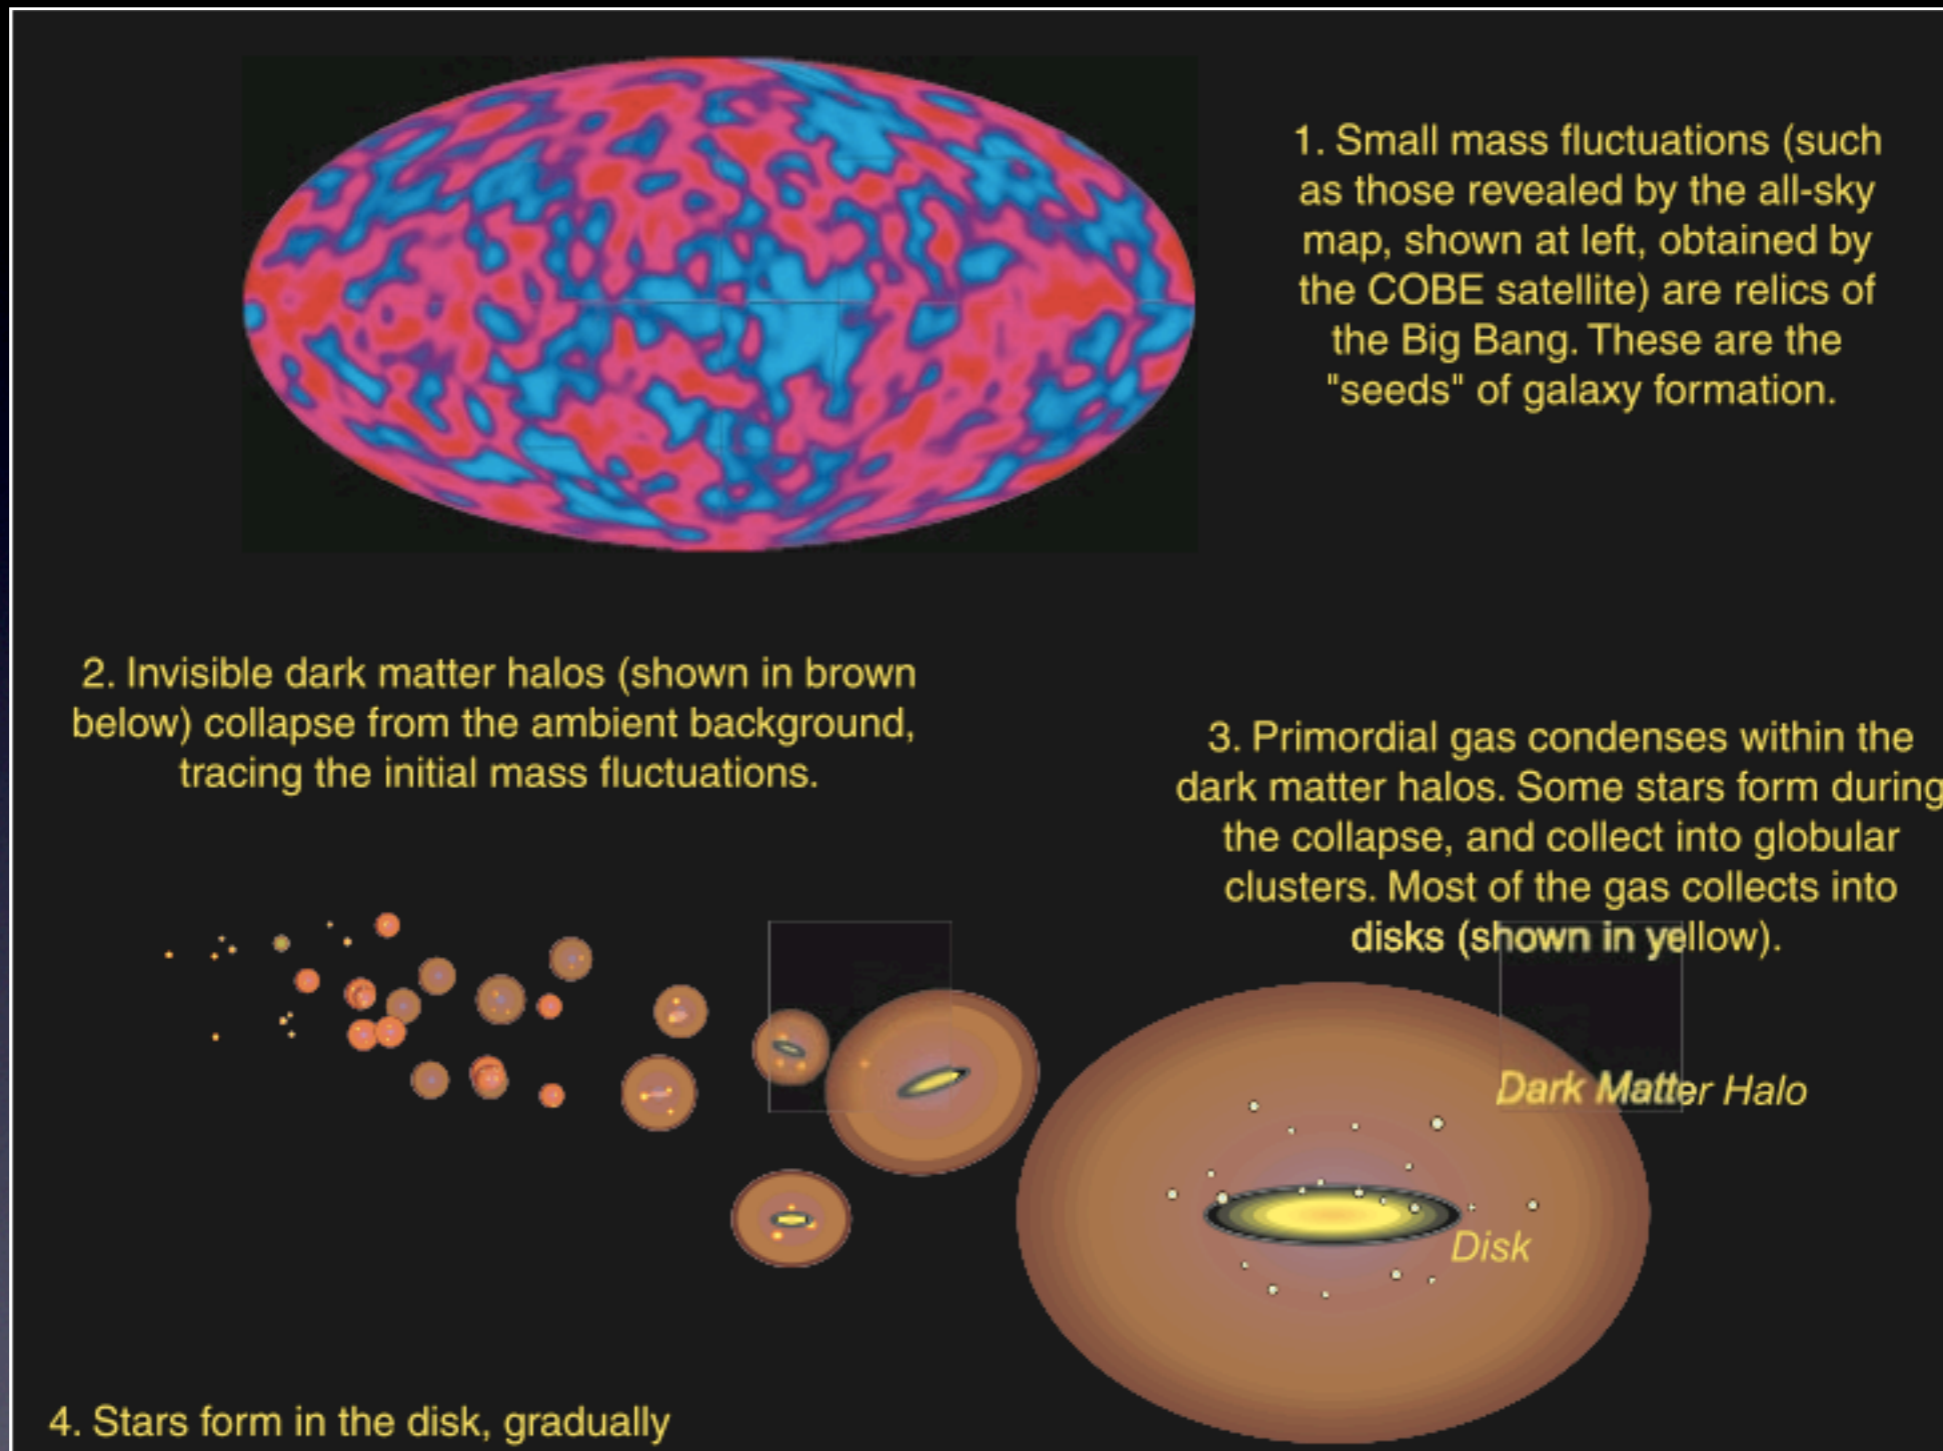 1. Small mass fluctuations (such
as those revealed by the all-sky
map, shown at left, obtained by
the COBE satellite) are relics of
the Big Bang. These are the
"seeds" of galaxy formation.
2. Invisible dark matter halos (shown in brown
below) collapse from the ambient background,
tracing the initial mass fluctuations.
3. Primordial gas condenses within the
dark matter halos. Some stars form during
the collapse, and collect into globular
clusters. Most of the gas collects into
disks (shown in yellow).
Dark Matter Halo
Disk
4. Stars form in the disk, gradually